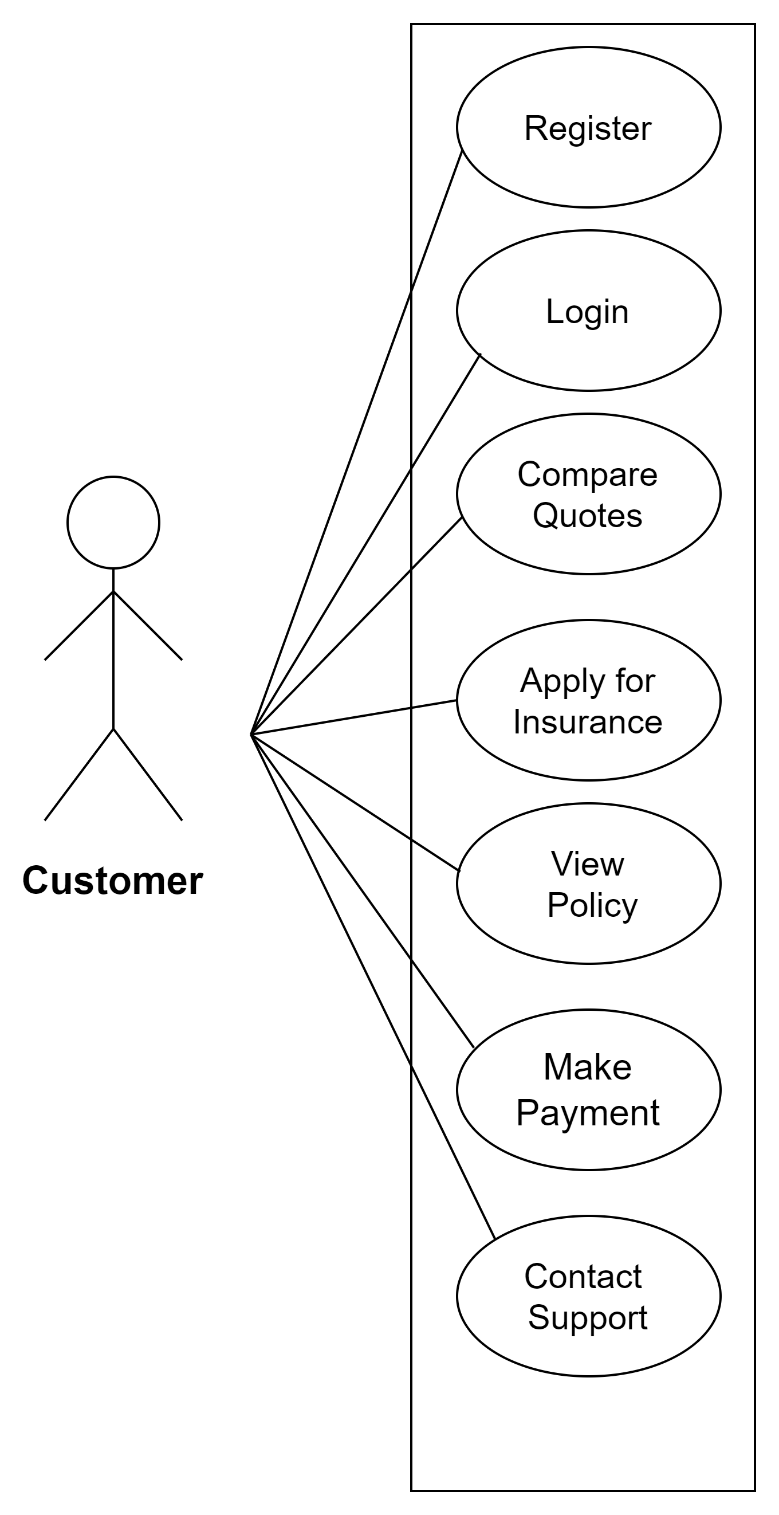 Register
Login
Compare
Quotes
Apply for
Insurance
View
Policy
Make
Payment
Contact
Support
Customer